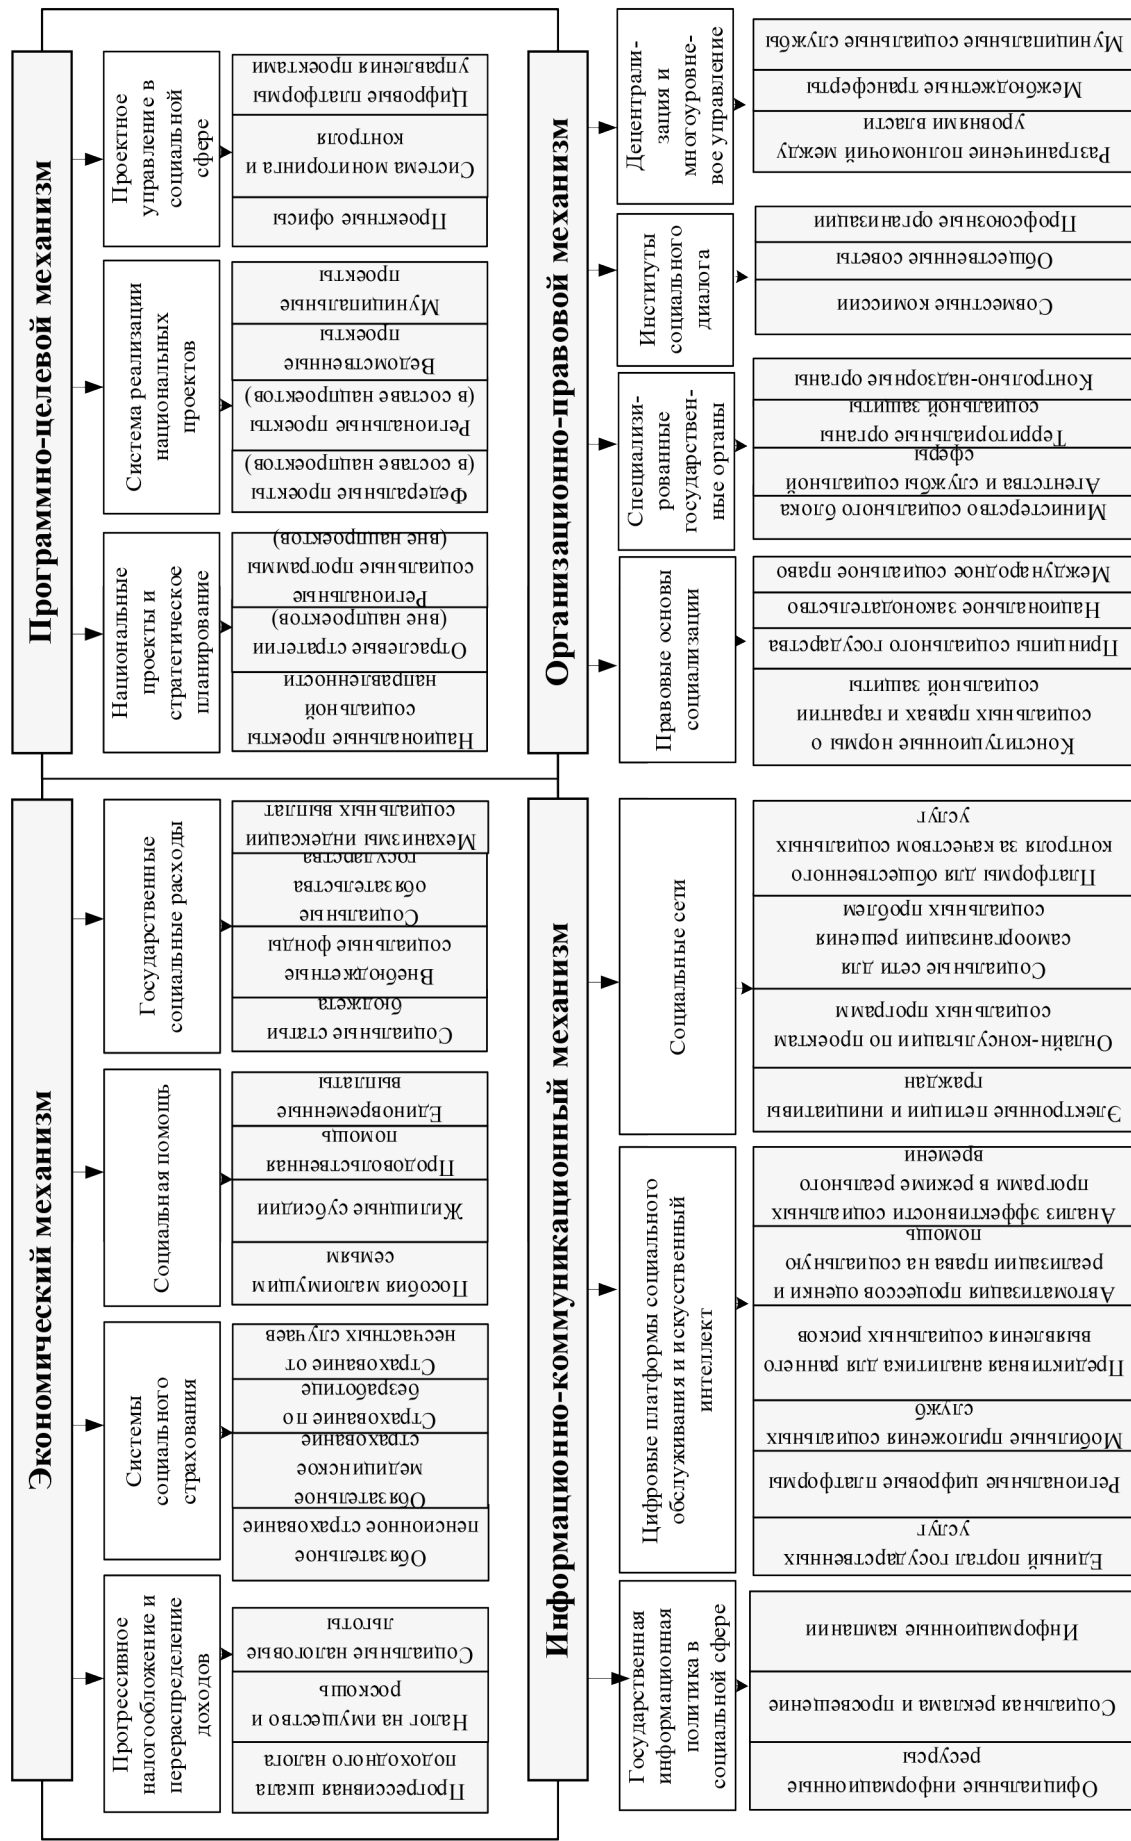 Экономический механизм
Прогрессивное
налогообложение и
перераспределение
доходов
Прогрессивная шкала
подоходного налога
Налог на имущество и
роскошь
Социальные налоговые
льготы
Системы
социального
страхования
Обязательное
пенсионное страхование
Обязательное
медицинское
страхование
Страхование по
безработице
Страхование от
несчастных случаев
Социальная помощь
Пособия малоимущим
семьям
Жилищные субсидии
Продовольственная
помощь
Единовременные
выплаты
Государственные
социальные расходы
Социальные статьи
бюджета
Внебюджетные
социальные фонды
Социальные
обязательства
государства
Механизмы индексации
социальных выплат
Программно-целевой механизм
Национальные
проекты и
стратегическое
планирование
Национальные проекты
социальной
направленности
Отраслевые стратегии
(вне нацпроектов)
Региональные
социальные программы
(вне нацпроектов)
Система реализации
национальных
проектов
Федеральные проекты
(в составе нацпроектов)
Региональные проекты
(в составе нацпроектов)
Ведомственные
проекты
Муниципальные
проекты
Проектное
управление в
социальной
сфере
Проектные офисы
Система мониторинга и
контроля
Цифровые платформы
управления проектами
Информационно-коммуникационный механизм
Государственная
информационная
политика в
социальной сфере
Официальные информационные
ресурсы
Социальная реклама и просвещение
Информационные кампании
Цифровые платформы социального
обслуживания и искусственный
интеллект
Единый портал государственных
услуг
Региональные цифровые платформы
Мобильные приложения социальных
служб
Предиктивная аналитика для раннего
выявления социальных рисков
Автоматизация процессов оценки и
реализации права на социальную
помощь
Анализ эффективности социальных
программ в режиме реального
времени
Социальные сети
Электронные петиции и инициативы
граждан
Онлайн-консультации по проектам
социальных программ
Социальные сети для
самоорганизации решения
социальных проблем
Платформы для общественного
контроля за качеством социальных
услуг
Организационно-правовой механизм
Правовые основы
социализации
Конституционные нормы о
социальных правах и гарантии
социальной защиты
Принципы социального государства
Национальное законодательство
Международное социальное право
Специализи-
рованные
государствен-
ные органы
Министерство социального блока
Агентства и службы социальной
сферы
Территориальные органы
социальной защиты
Контрольно-надзорные органы
Институты
социального
диалога
Совместные комиссии
Общественные советы
Профсоюзные организации
Децентрали-
зация и
многоуровне-
вое управление
Разграничение полномочий между
уровнями власти
Межбюджетные трансферты
Муниципальные социальные службы